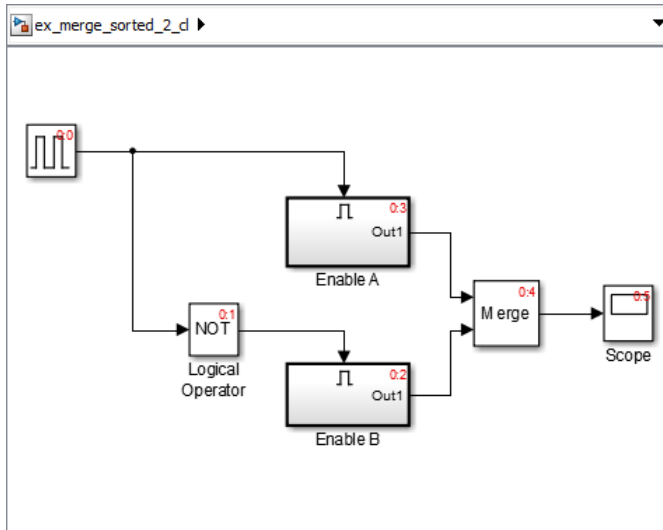 ex_merge_sorted_2_cl
0:0
0:3
Out1
Enable A
0:1
NOT
Logical
Operator
0:2
Out1
Enable B
0:4
Merge
0:5
Scope